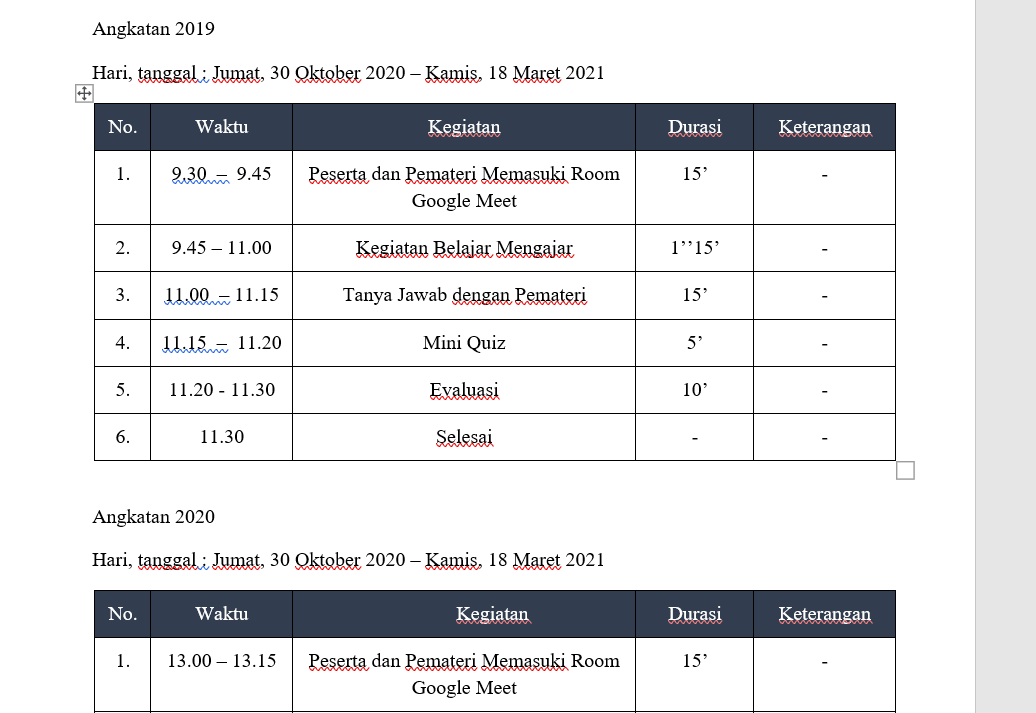 Angkatan 2019
Hari, tanggal : Jumat, 30 Oktober 2020 – Kamis, 18 Maret 2021
No. Waktu Kegiatan Durasi Keterangan
1. 9.30 – 9.45 Peserta dan Pemateri Memasuki Room 15’ -
Google Meet
2. 9.45 – 11.00 Kegiatan Belajar Mengajar 1’’15’ -
3. 11.00 – 11.15 Tanya Jawab dengan Pemateri 15’ -
4. 11.15 – 11.20 Mini Quiz 5’ -
5. 11.20 - 11.30 Evaluasi 10’ -
6. 11.30 Selesai - -
Angkatan 2020
Hari, tanggal : Jumat, 30 Oktober 2020 – Kamis, 18 Maret 2021
No. Waktu Kegiatan Durasi Keterangan
1. 13.00 – 13.15 Peserta dan Pemateri Memasuki Room 15’ -
Google Meet